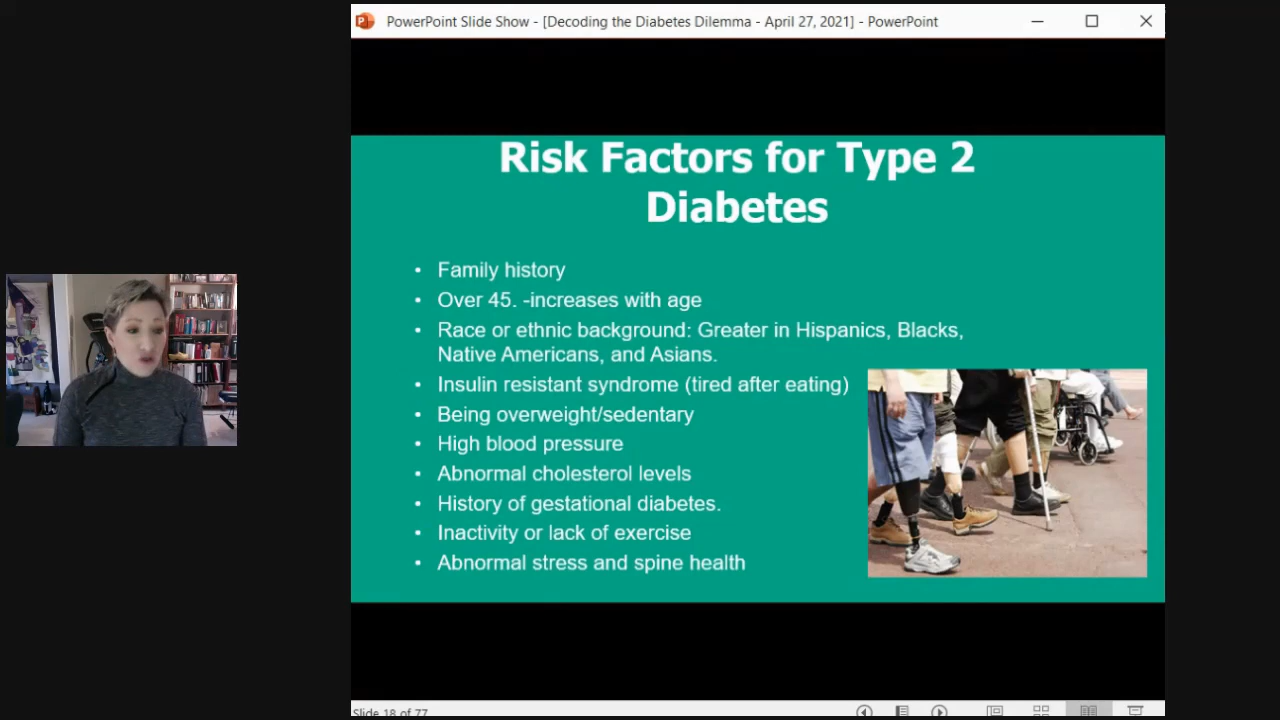 PowerPoint Slide Show - [Decoding the Diabetes Dilemma - April 27, 2021] - PowerPoint
Risk Factors for Type 2
Diabetes
• Family history
• Over 45. -increases with age
• Race or ethnic background: Greater in Hispanics, Blacks,
Native Americans, and Asians.
• Insulin resistant syndrome (tired after eating)
• Being overweight/sedentary
• High blood pressure
• Abnormal cholesterol levels
• History of gestational diabetes.
• Inactivity or lack of exercise
• Abnormal stress and spine health
Slide 18 of 77